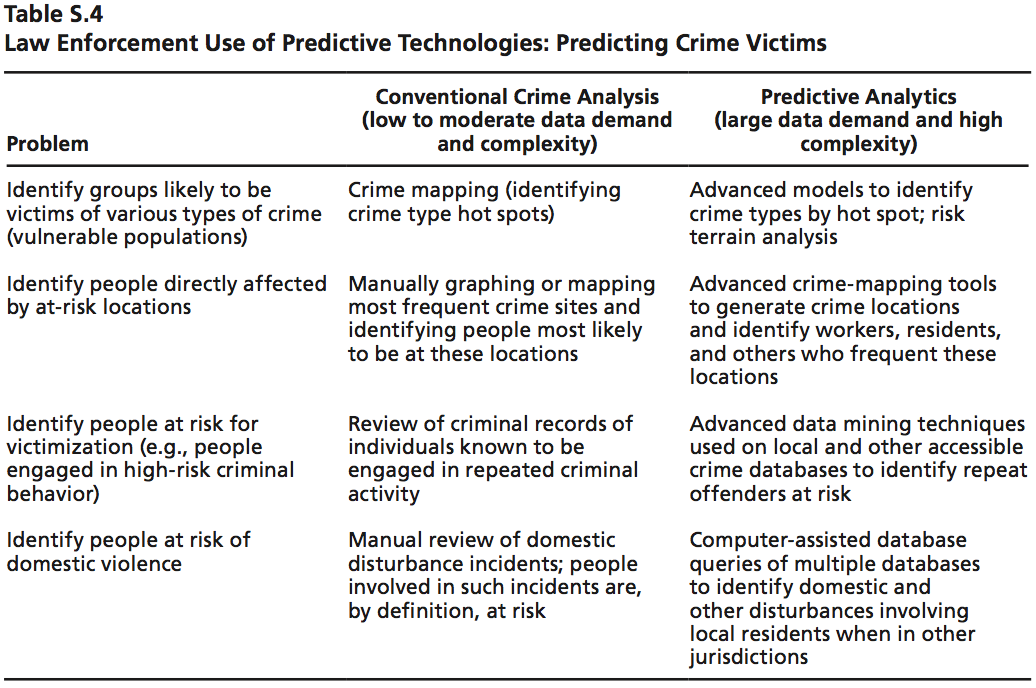 Table S.4
Law Enforcement Use of Predictive Technologies: Predicting Crime Victims
Problem
Conventional Crime Analysis
(low to moderate data demand
and complexity)
Predictive Analytics
(large data demand and high
complexity)
Identify groups likely to be
victims of various types of crime
(vulnerable populations)
Crime mapping (identifying
crime type hot spots)
Advanced models to identify
crime types by hot spot; risk
terrain analysis
Identify people directly affected
by at-risk locations
Manually graphing or mapping
most frequent crime sites and
identifying people most likely
to be at these locations
Advanced crime-mapping tools
to generate crime locations
and identify workers, residents,
and others who frequent these
locations
Identify people at risk for
victimization (e.g., people
engaged in high-risk criminal
behavior)
Review of criminal records of
individuals known to be
engaged in repeated criminal
activity
Advanced data mining techniques
used on local and other accessible
crime databases to identify repeat
offenders at risk
Identify people at risk of
domestic violence
Manual review of domestic
disturbance incidents; people
involved in such incidents are,
by definition, at risk
Computer-assisted database
queries of multiple databases
to identify domestic and
other disturbances involving
local residents when in other
jurisdictions